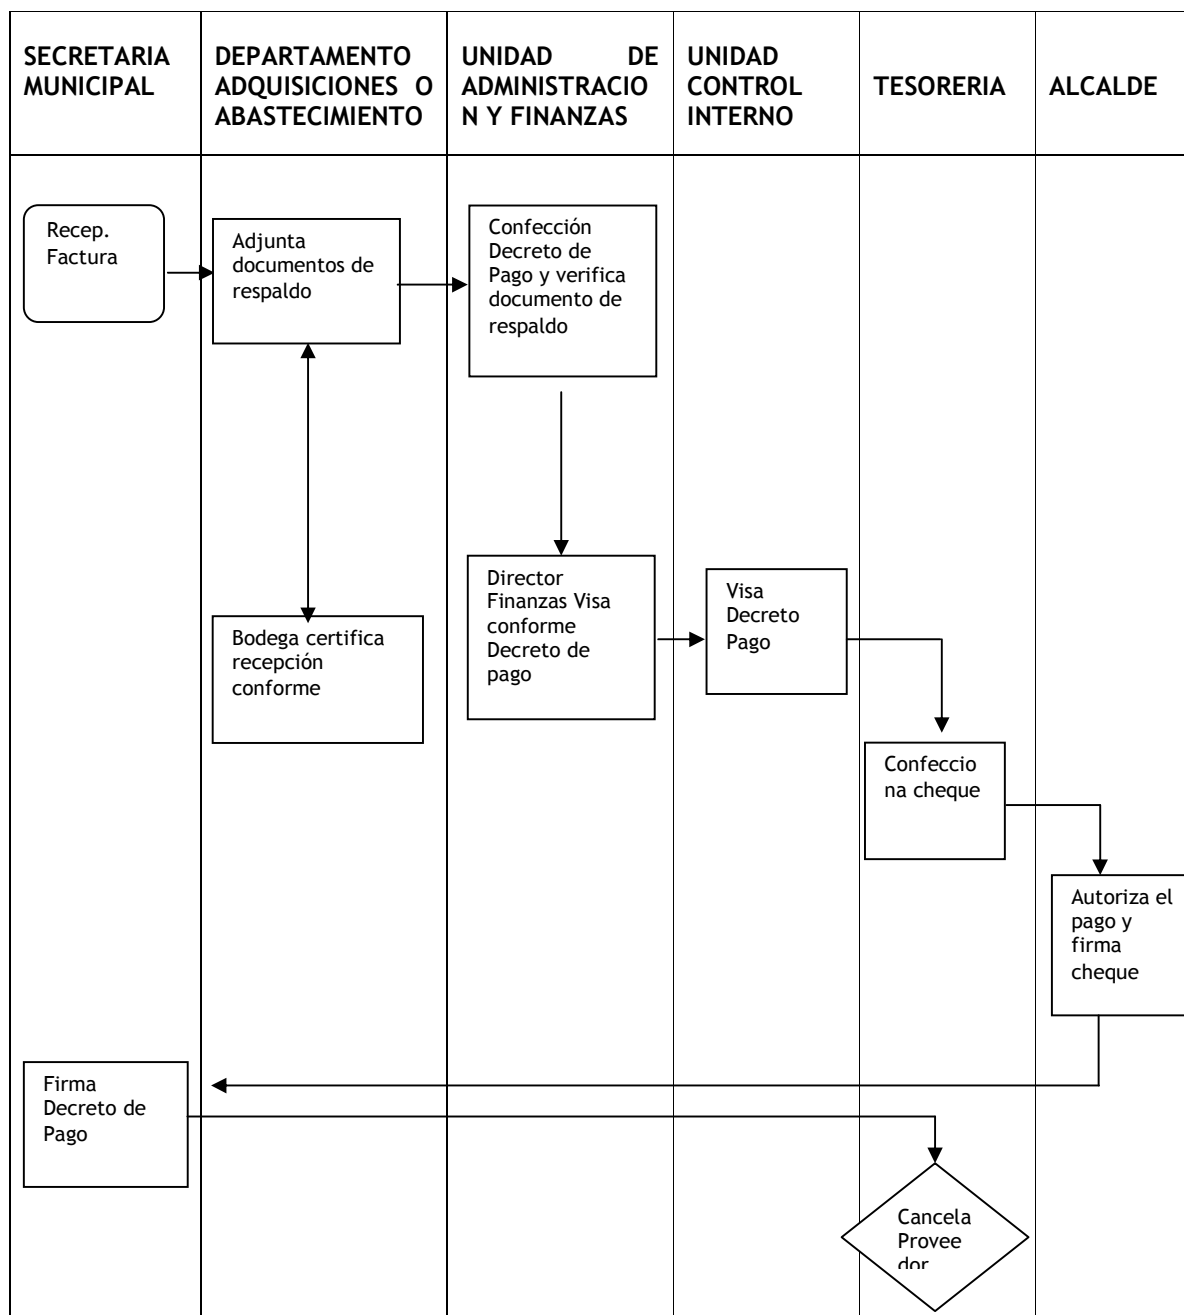 SECRETARIA
MUNICIPAL
DEPARTAMENTO
ADQUISICIONES O
ABASTECIMIENTO
UNIDAD DE
ADMINISTRACIO
N Y FINANZAS
UNIDAD
CONTROL
INTERNO
TESORERIA
ALCALDE
Recep.
Factura
Adjunta
documentos de
respaldo
Confección
Decreto de
Pago y verifica
documento de
respaldo
Director
Finanzas Visa
conforme
Decreto de
pago
Visa
Decreto
Pago
Bodega certifica
recepción
conforme
Confeccio
na cheque
Autoriza el
pago y
firma
cheque
Firma
Decreto de
Pago
Cancela
Provee
dor